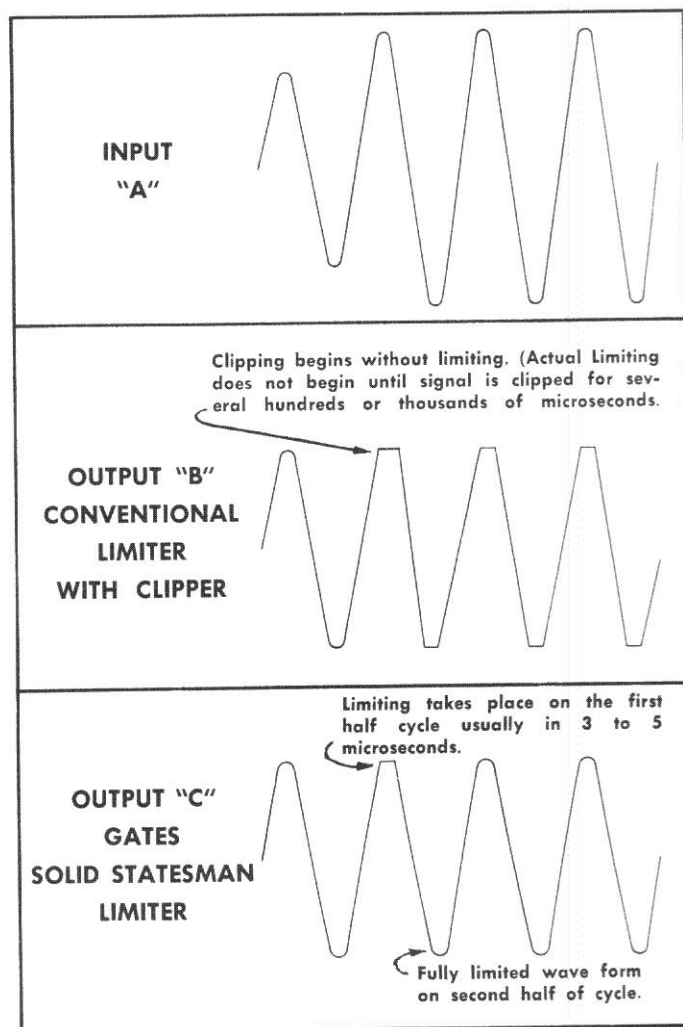 INPUT
"A"
Clipping begins without limiting. (Actual Limiting
does not begin until signal is clipped for sev-
eral hundreds or thousands of microseconds.
OUTPUT "B"
CONVENTIONAL
LIMITER
WITH CLIPPER
Limiting takes place on the first
half cycle usually in 3 to 5
microseconds.
OUTPUT "C"
GATES
SOLID STATESMAN
LIMITER
Fully limited wave form
on second half of cycle.